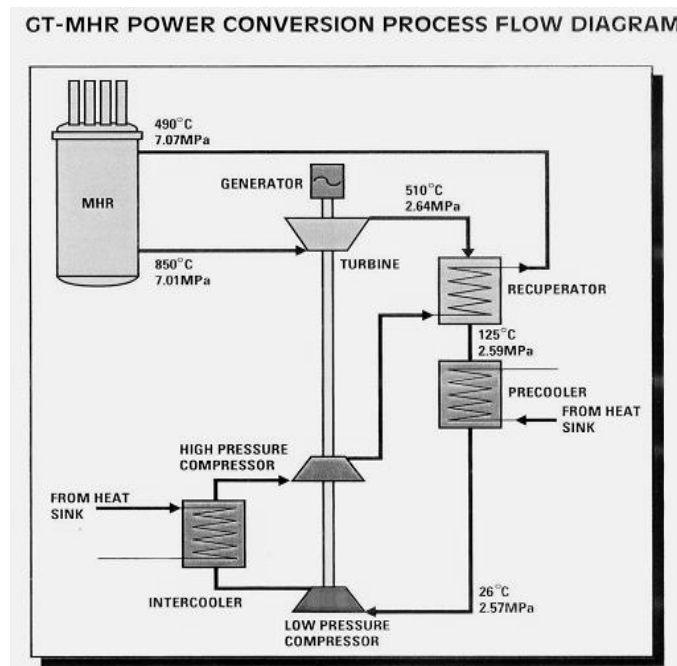 GT-MHR POWER CONVERSION PROCESS FLOW DIAGRAM
490°C
7.07MPa
GENERATOR
510°C
2.64MPa
MHR
TURBINE
850°C
7.01MPa
RECUPERATOR
125°C
2.59MPa
PRECOOLER
FROM HEAT
SINK
HIGH PRESSURE
COMPRESSOR
FROM HEAT
SINK
INTERCOOLER
26°C
2.57MPa
LOW PRESSURE
COMPRESSOR